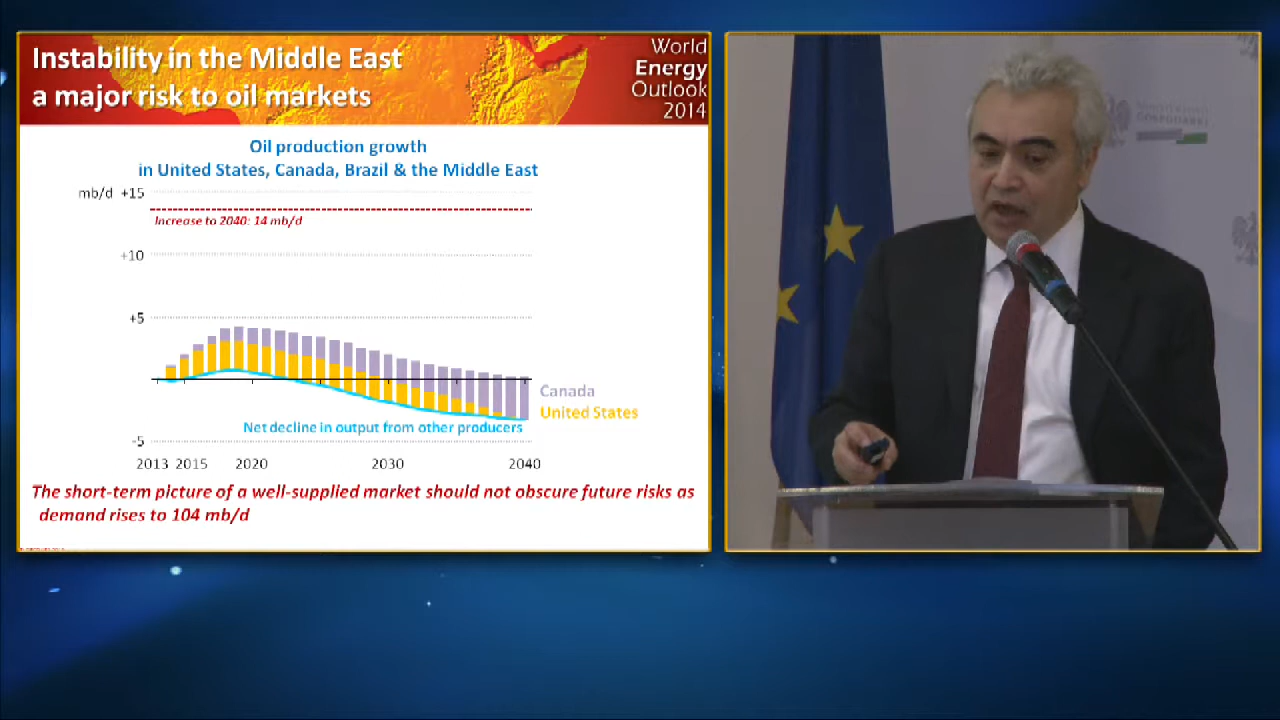 Instability in the Middle East
a major risk to oil markets
World
Energy
Outlook
2014
Oil production growth
in United States, Canada, Brazil & the Middle East
mb/d +15
Increase to 2040: 14 mb/d
+10
+5
Canada
United States
Net decline in output from other producers
-5
2013 2015 2020 2030 2040
The short-term picture of a well-supplied market should not obscure future risks as
demand rises to 104 mb/d